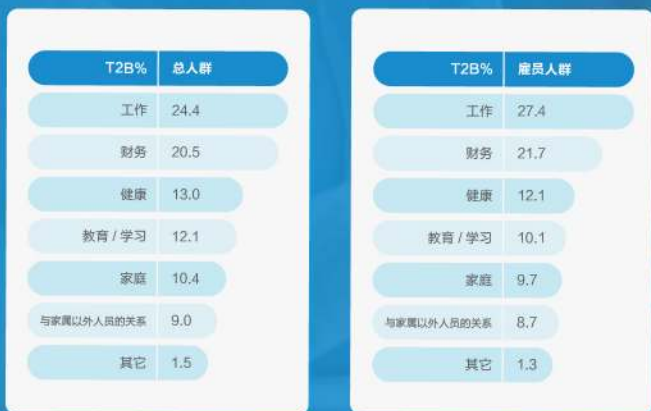 T2B% 总人群
工作 24.4
财务 20.5
健康 13.0
教育 / 学习 12.1
家庭 10.4
与家属以外人员的关系 9.0
其它 1.5
T2B% 雇员人群
工作 27.4
财务 21.7
健康 12.1
教育 / 学习 10.1
家庭 9.7
与家属以外人员的关系 8.7
其它 1.3